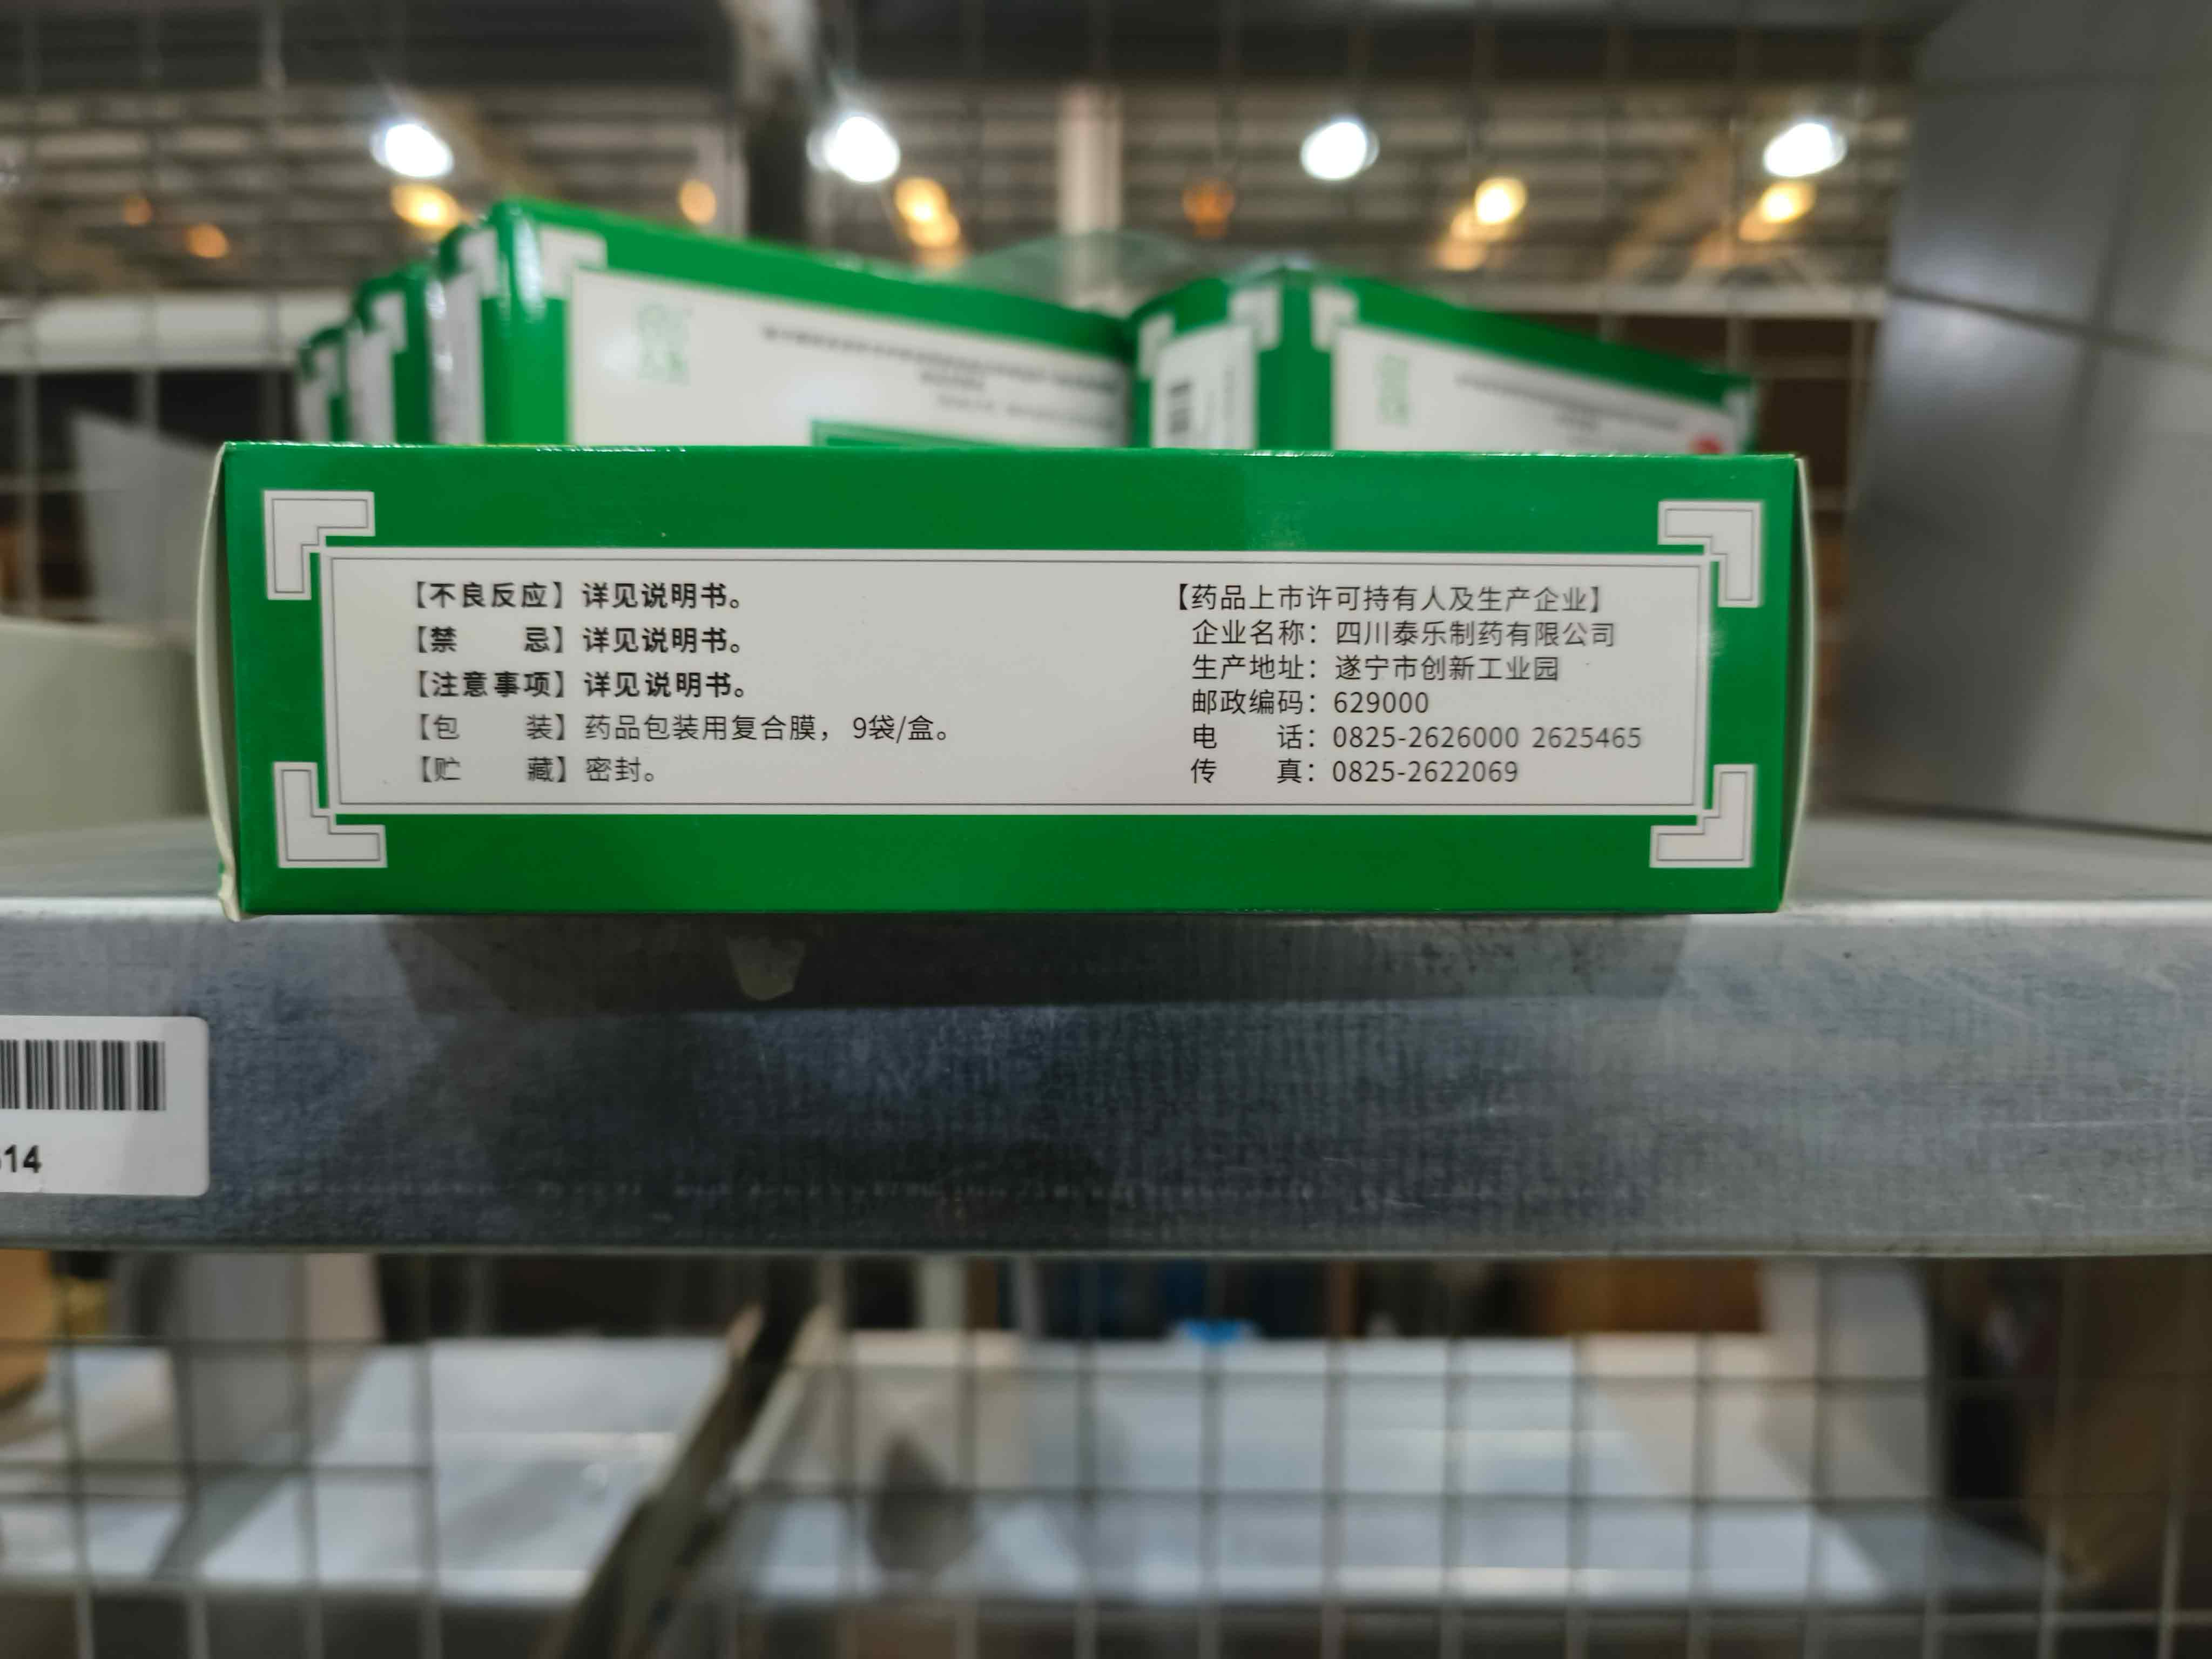 【不良反应】详见说明书。
【禁　　忌】详见说明书。
【注意事项】详见说明书。
【包　　装】药品包装用复合膜，9袋/盒。
【贮　　藏】密封。
【药品上市许可持有人及生产企业】
企业名称：四川泰乐制药有限公司
生产地址：遂宁市创新工业园
邮政编码：629000
电　　话：0825-2626000 2625465
传　　真：0825-2622069
14